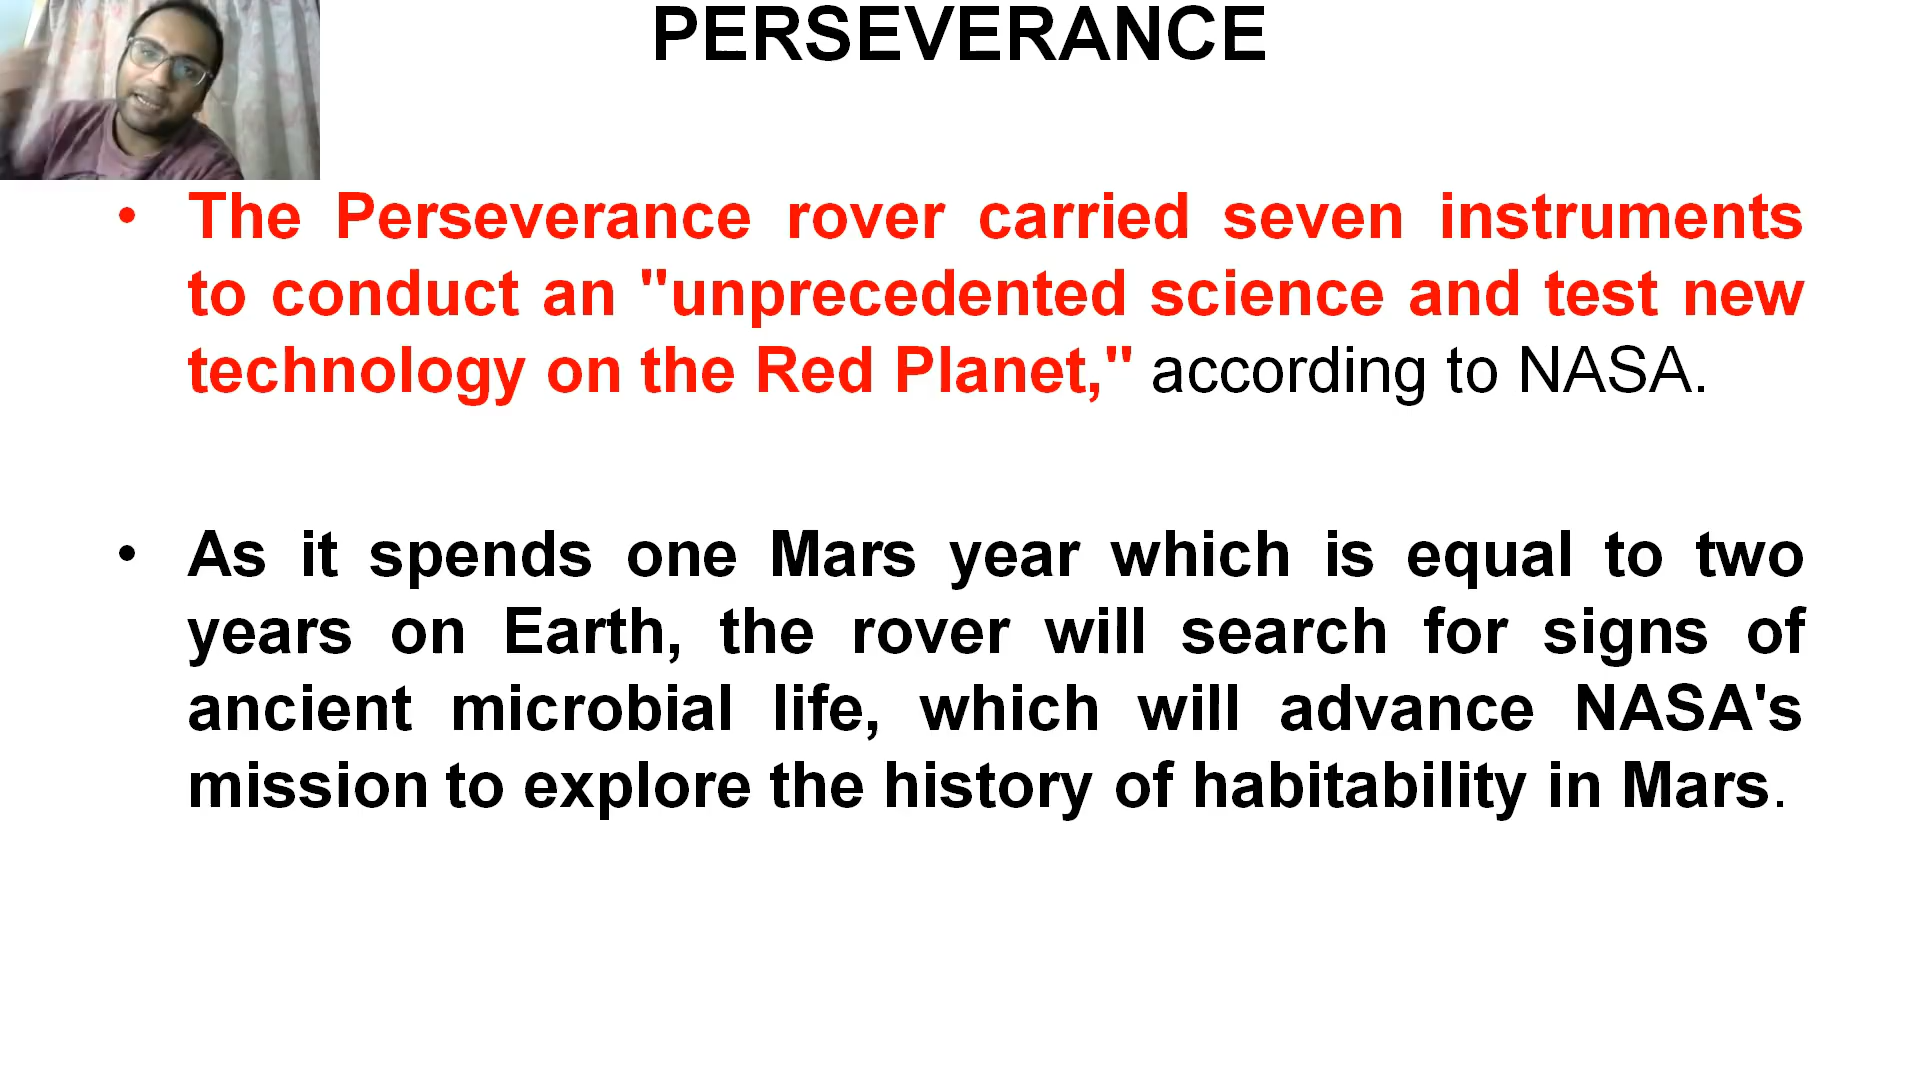 PERSEVERANCE
• The Perseverance rover carried seven instruments
to conduct an "unprecedented science and test new
technology on the Red Planet," according to NASA.
• As it spends one Mars year which is equal to two
years on Earth, the rover will search for signs of
ancient microbial life, which will advance NASA's
mission to explore the history of habitability in Mars.